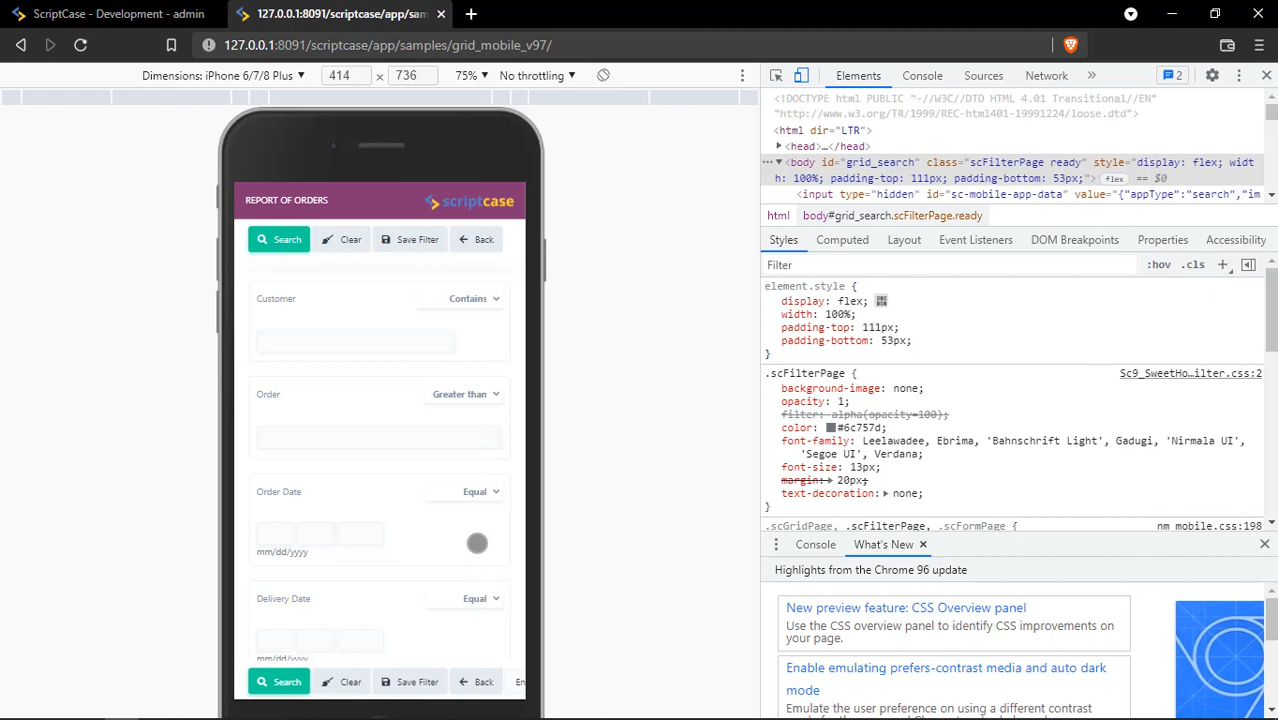 ScriptCase - Development - admin
127.0.0.1:8091/scriptcase/app/sam
127.0.0.1:8091/scriptcase/app/samples/grid_mobile_v97/
Dimensions: iPhone 6/7/8 Plus
414 × 736
75%
No throttling
Elements
Console
Sources
Network
»
2
<!DOCTYPE html PUBLIC "-//W3C//DTD HTML 4.01 Transitional//EN"
"http://www.w3.org/TR/1999/REC-html401-19991224/loose.dtd">
<html dir="LTR">
<head>…</head>
<body id="grid_search" class="scFilterPage ready" style="display: flex; widt
h: 100%; padding-top: 111px; padding-bottom: 53px;"> flex == $0
<input type="hidden" id="sc-mobile-app-data" value="{"appType":"search","im
html body#grid_search.scFilterPage.ready
Styles
Computed
Layout
Event Listeners
DOM Breakpoints
Properties
Accessibility
Filter
:hov .cls
element.style {
display: flex;
width: 100%;
padding-top: 111px;
padding-bottom: 53px;
}
.scFilterPage {
Sc9_SweetHo…ilter.css:2
background-image: none;
opacity: 1;
filter: alpha(opacity=100);
color: #6c757d;
font-family: Leelawadee, Ebrima, 'Bahnschrift Light', Gadugi, 'Nirmala UI',
'Segoe UI', Verdana;
font-size: 13px;
margin: 20px;
text-decoration: none;
}
.scGridPage, .scFilterPage, .scFormPage {
nm_mobile.css:198
Console
What's New
Highlights from the Chrome 96 update
New preview feature: CSS Overview panel
Use the CSS overview panel to identify CSS improvements on
your page.
Enable emulating prefers-contrast media and auto dark
mode
Emulate the user preference on using a different contrast
REPORT OF ORDERS
scriptcase
Search
Clear
Save Filter
Back
Customer
Contains
Order
Greater than
Order Date
Equal
mm/dd/yyyy
Delivery Date
Equal
mm/dd/yyyy
Search
Clear
Save Filter
Back
En